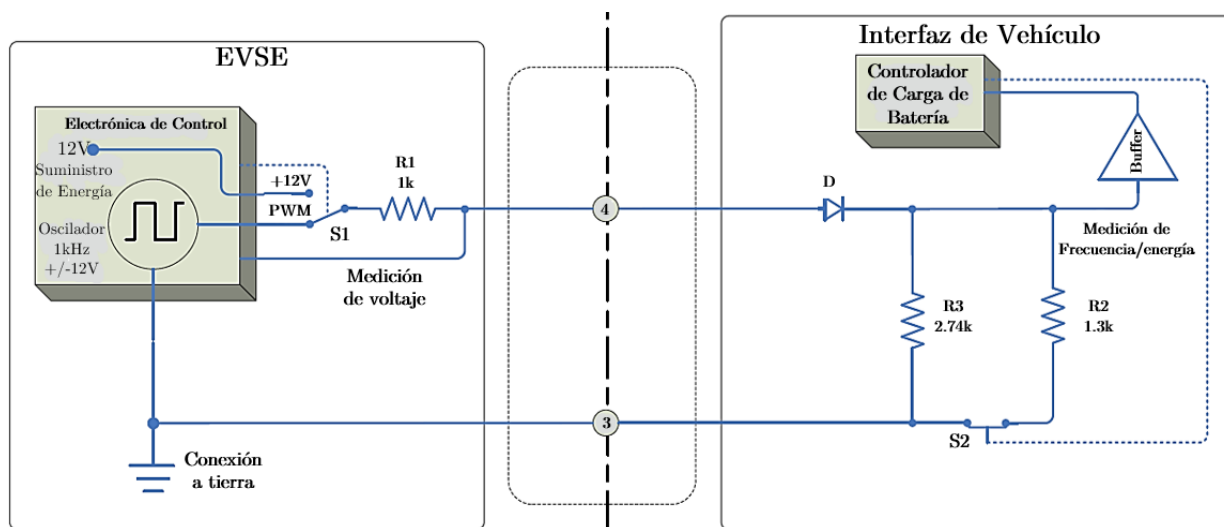 EVSE
Electrónica de Control
12V
Suministro
de Energía
Oscilador
1kHz
+/-12V
+12V
PWM
S1
R1
1k
Medición
de voltaje
Conexión
a tierra
4
3
Interfaz de Vehículo
Controlador
de Carga de
Batería
Buffer
D
Medición de
Frecuencia/energía
R3
2.74k
R2
1.3k
S2